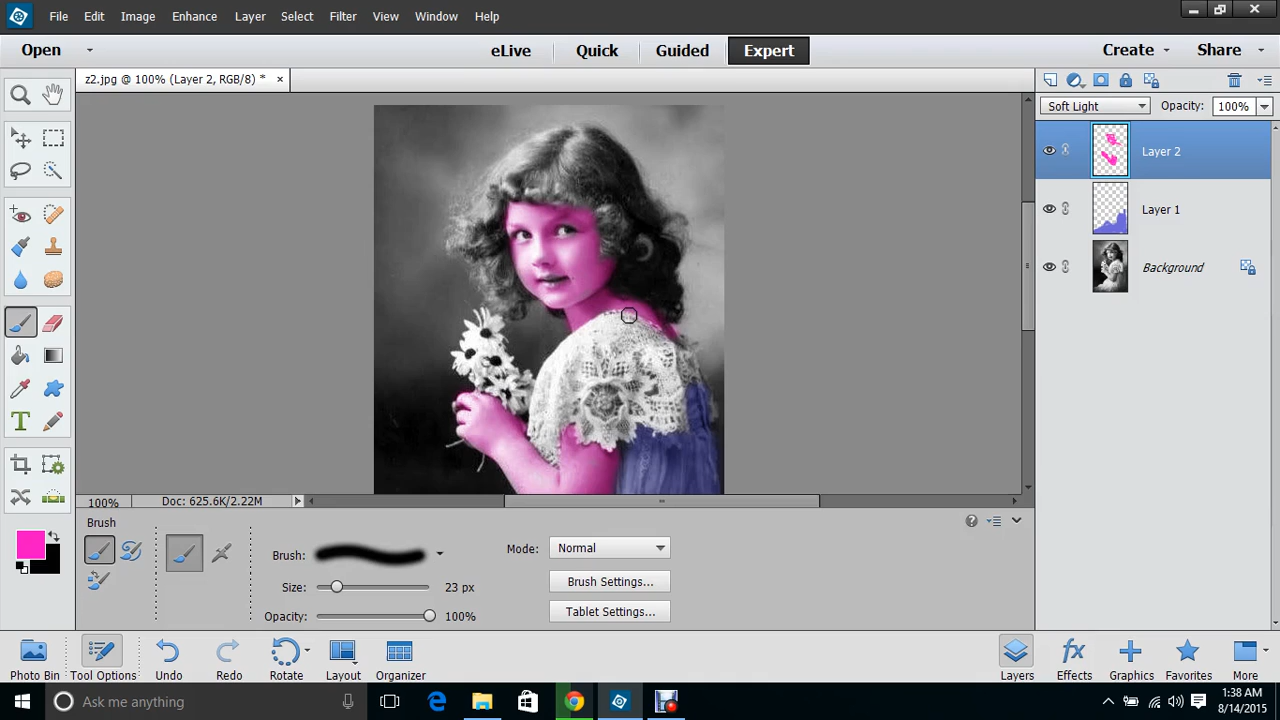 File Edit Image Enhance Layer Select Filter View Window Help
Open eLive Quick Guided Expert Create Share
z2.jpg @ 100% (Layer 2, RGB/8) * ×
Soft Light Opacity: 100%
Layer 2
Layer 1
Background
100% Doc: 625.6K/2.22M
Brush
Brush: Mode: Normal
Size: 23 px Brush Settings...
Opacity: 100% Tablet Settings...
Photo Bin Tool Options Undo Redo Rotate Layout Organizer Layers Effects Graphics Favorites More
Ask me anything 1:38 AM
8/14/2015